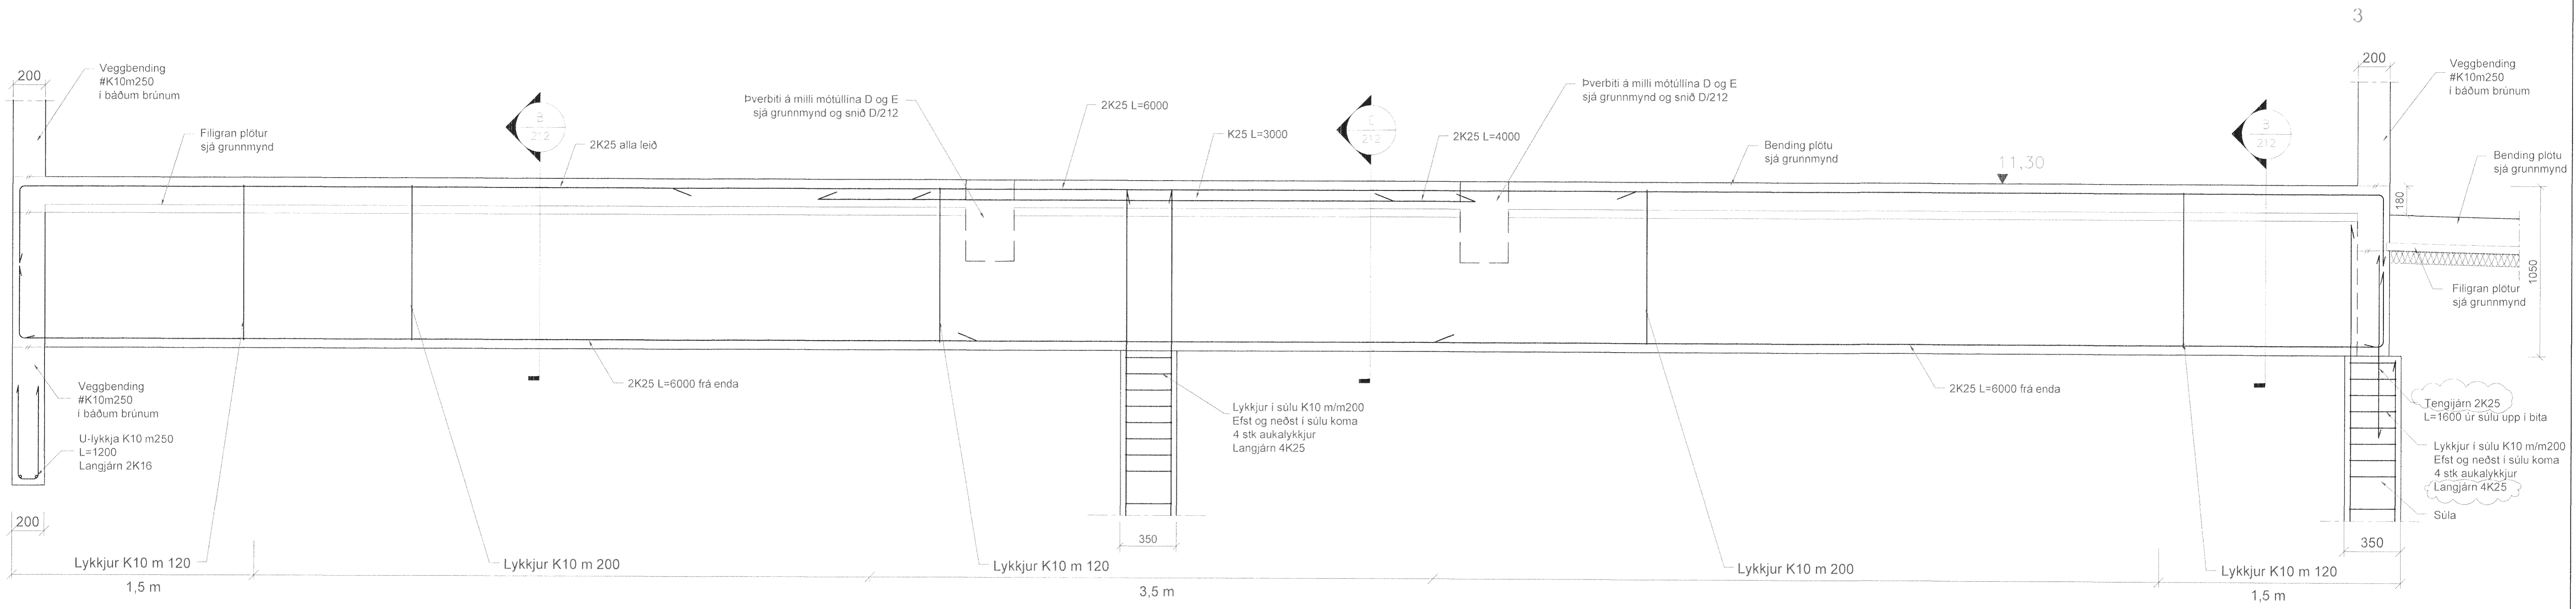 3
200
Veggbending
#K10m250
í báðum brúnum
Filigran plötur
sjá grunnmynd
B
212
2K25 alla leið
Þverbiti á milli mótúllína D og E
sjá grunnmynd og snið D/212
2K25 L=6000
K25 L=3000
212
2K25 L=4000
Þverbiti á milli mótúllína D og E
sjá grunnmynd og snið D/212
Bending plötu
sjá grunnmynd
11,30
B
212
200
Veggbending
#K10m250
í báðum brúnum
Bending plötu
sjá grunnmynd
180
1050
Filigran plötur
sjá grunnmynd
Veggbending
#K10m250
í báðum brúnum
U-lykkja K10 m250
L=1200
Langjárn 2K16
2K25 L=6000 frá enda
Lykkjur í súlu K10 m/m200
Efst og neðst í súlu koma
4 stk aukalykkjur
Langjárn 4K25
2K25 L=6000 frá enda
Tengijárn 2K25
L=1600 úr súlu upp í bita
Lykkjur í súlu K10 m/m200
Efst og neðst í súlu koma
4 stk aukalykkjur
Langjárn 4K25
Súla
200
350
350
Lykkjur K10 m 120
Lykkjur K10 m 200
Lykkjur K10 m 120
Lykkjur K10 m 200
Lykkjur K10 m 120
1,5 m
3,5 m
1,5 m